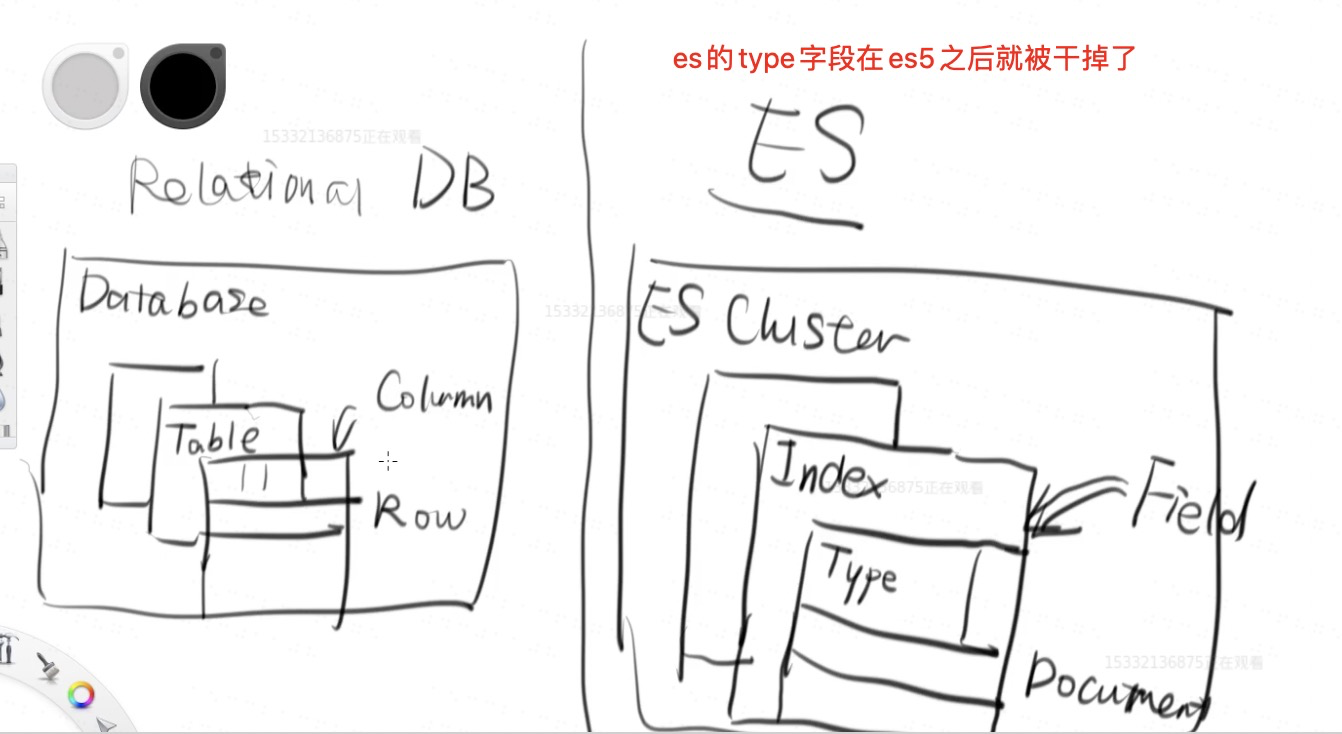 es的type字段在es5之后就被干掉了
15332136875正在观看
Relational DB
ES
Database
15332136875正在观看
ES Cluster
Column
Table
Row
Index
15332136875正在观看
Field
Type
15332136875正在观看
Document